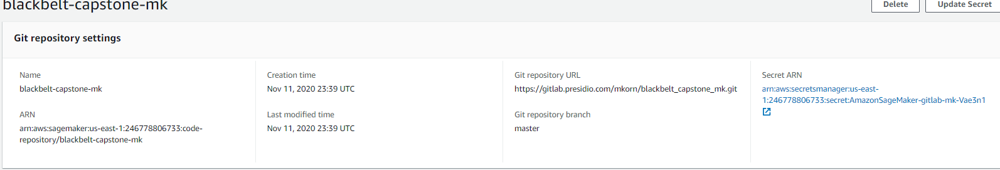 blackbelt-capstone-mk
Delete
Update Secret
Git repository settings
Name
blackbelt-capstone-mk
ARN
arn:aws:sagemaker:us-east-1:246778806733:code-
repository/blackbelt-capstone-mk
Creation time
Nov 11, 2020 23:39 UTC
Last modified time
Nov 11, 2020 23:39 UTC
Git repository URL
https://gitlab.presidio.com/mkorn/blackbelt_capstone_mk.git
Git repository branch
master
Secret ARN
arn:aws:secretsmanager:us-east-
1:246778806733:secret:AmazonSageMaker-gitlab-mk-Vae3n1